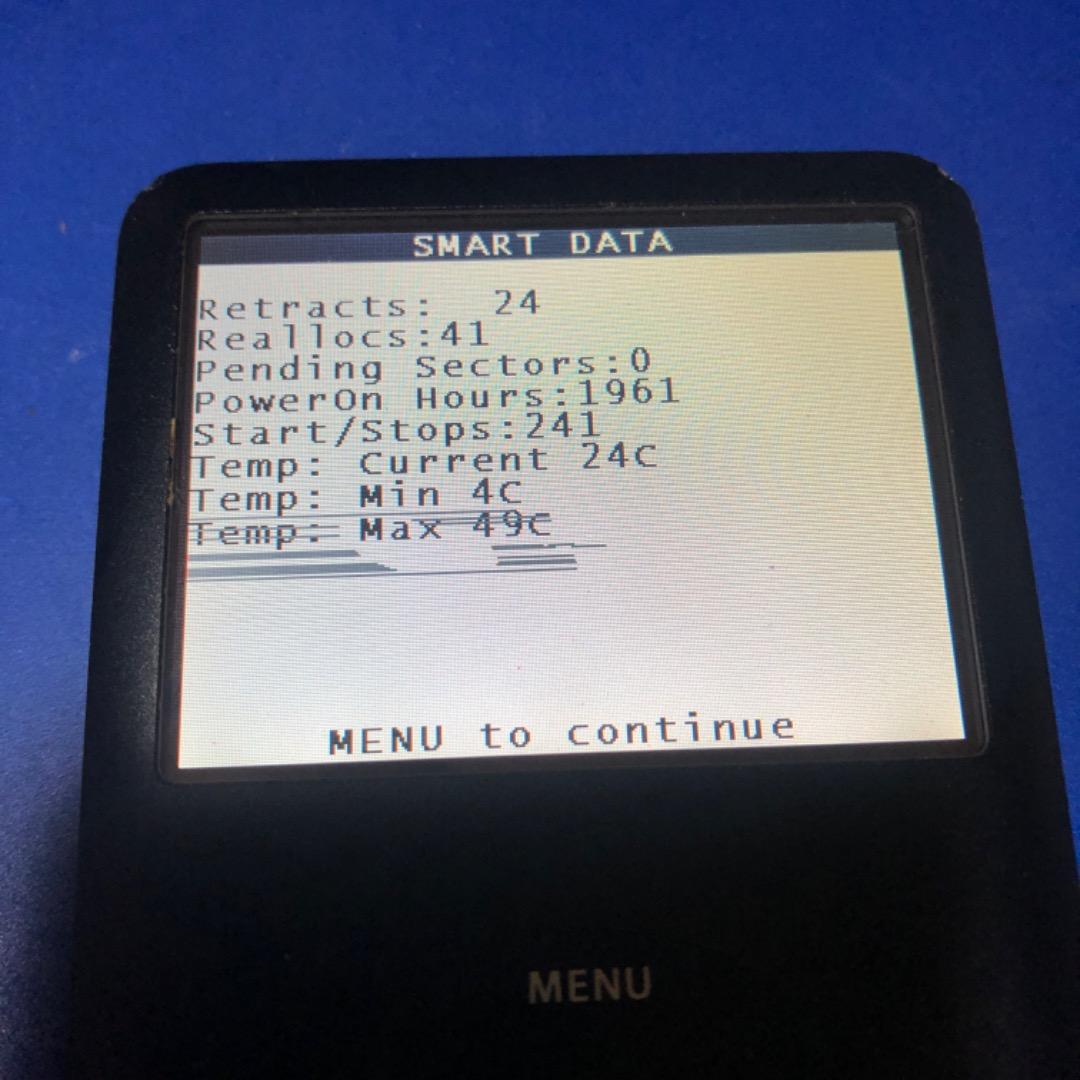 SMART DATA
Retracts: 24
Reallocs:41
Pending Sectors:0
PowerOn Hours:1961
Start/Stops:241
Temp: Current 24C
Temp: Min 4C
Temp: Max 49C
MENU to continue
MENU